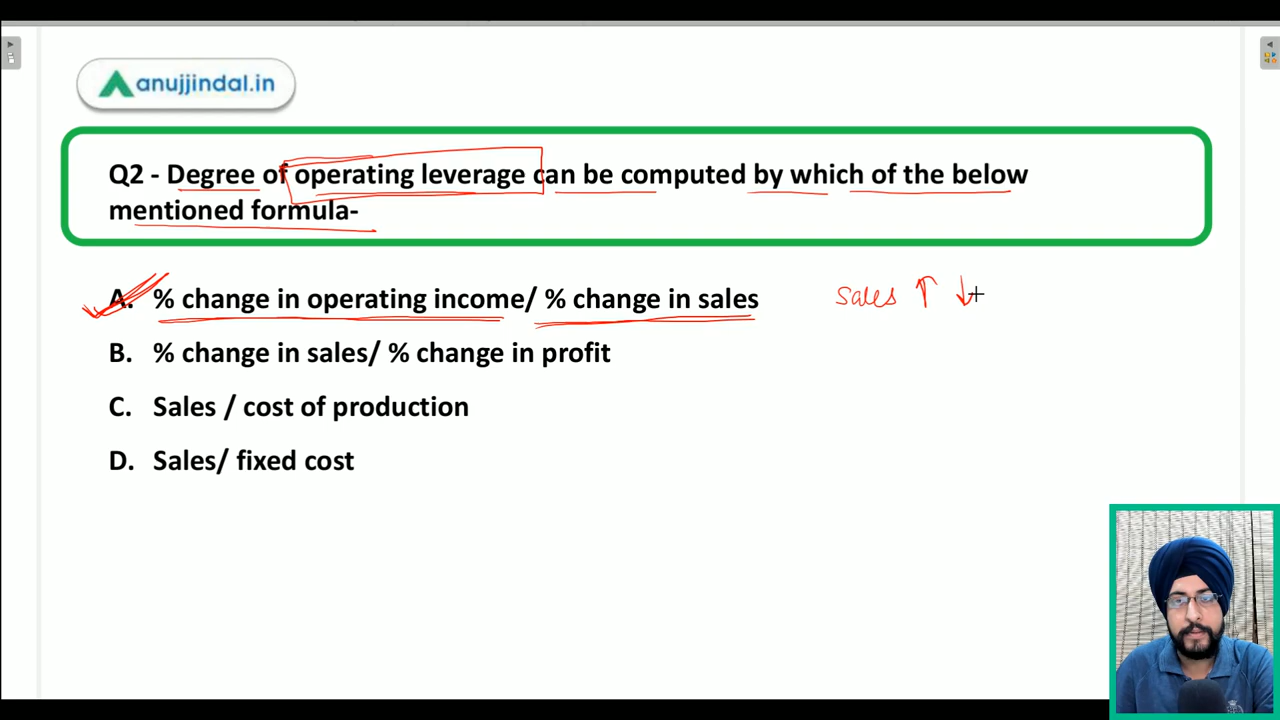 anujjindal.in
Q2 - Degree of operating leverage can be computed by which of the below
mentioned formula-
A. % change in operating income/ % change in sales
Sales ↑ ↓
B. % change in sales/ % change in profit
C. Sales / cost of production
D. Sales/ fixed cost